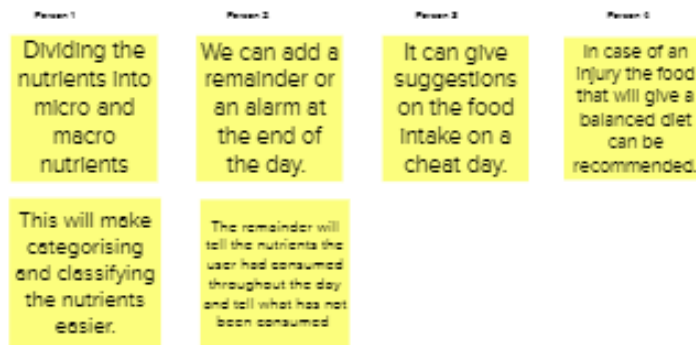 Person 1
Person 2
Person 3
Person 4
Dividing the
nutrients into
micro and
macro
nutrients
We can add a
remainder or
an alarm at
the end of
the day.
It can give
suggestions
on the food
intake on a
cheat day.
In case of an
injury the food
that will give a
balanced diet
can be
recommended.
This will make
categorising
and classifying
the nutrients
easier.
The remainder will
tell the nutrients the
user had consumed
throughout the day
and tell what has not
been consumed